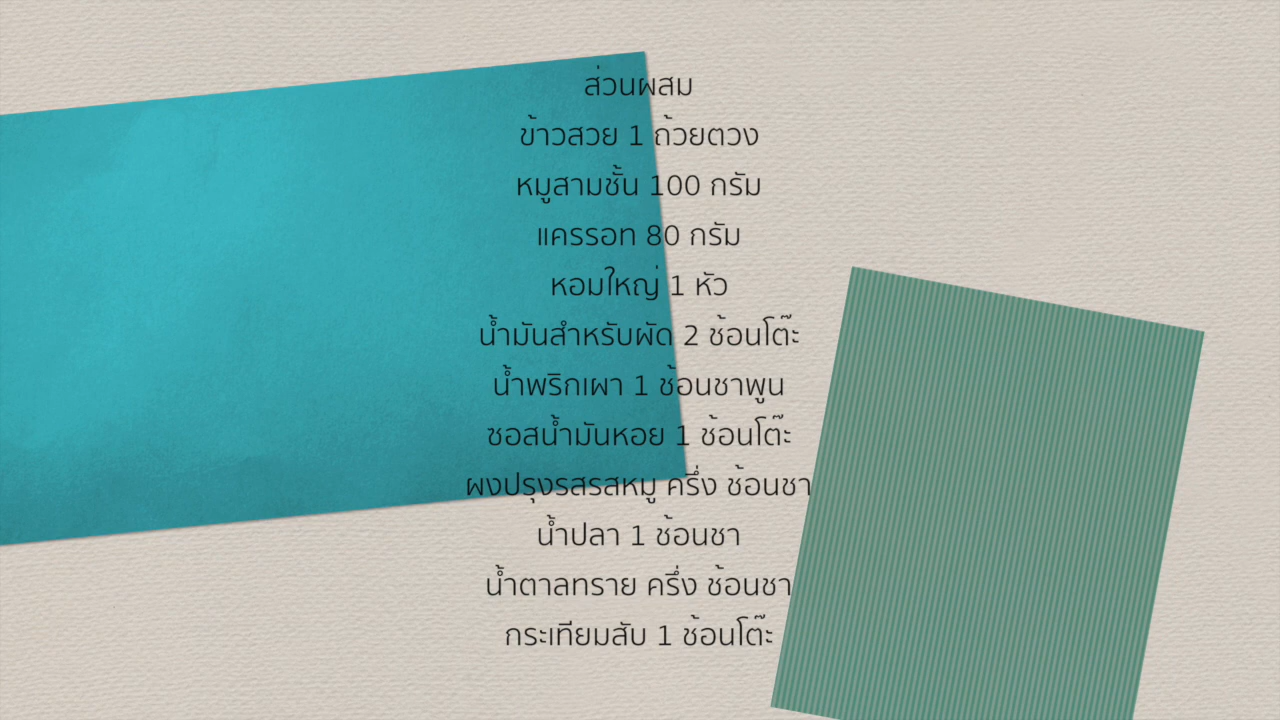 ส่วนผสม
ข้าวสวย 1 ถ้วยตวง
หมูสามชั้น 100 กรัม
แครรอท 80 กรัม
หอมใหญ่ 1 หัว
น้ำมันสำหรับผัด 2 ช้อนโต๊ะ
น้ำพริกเผา 1 ช้อนชาพูน
ซอสน้ำมันหอย 1 ช้อนโต๊ะ
ผงปรุงรสรสหมู ครึ่ง ช้อนชา
น้ำปลา 1 ช้อนชา
น้ำตาลทราย ครึ่ง ช้อนชา
กระเทียมสับ 1 ช้อนโต๊ะ